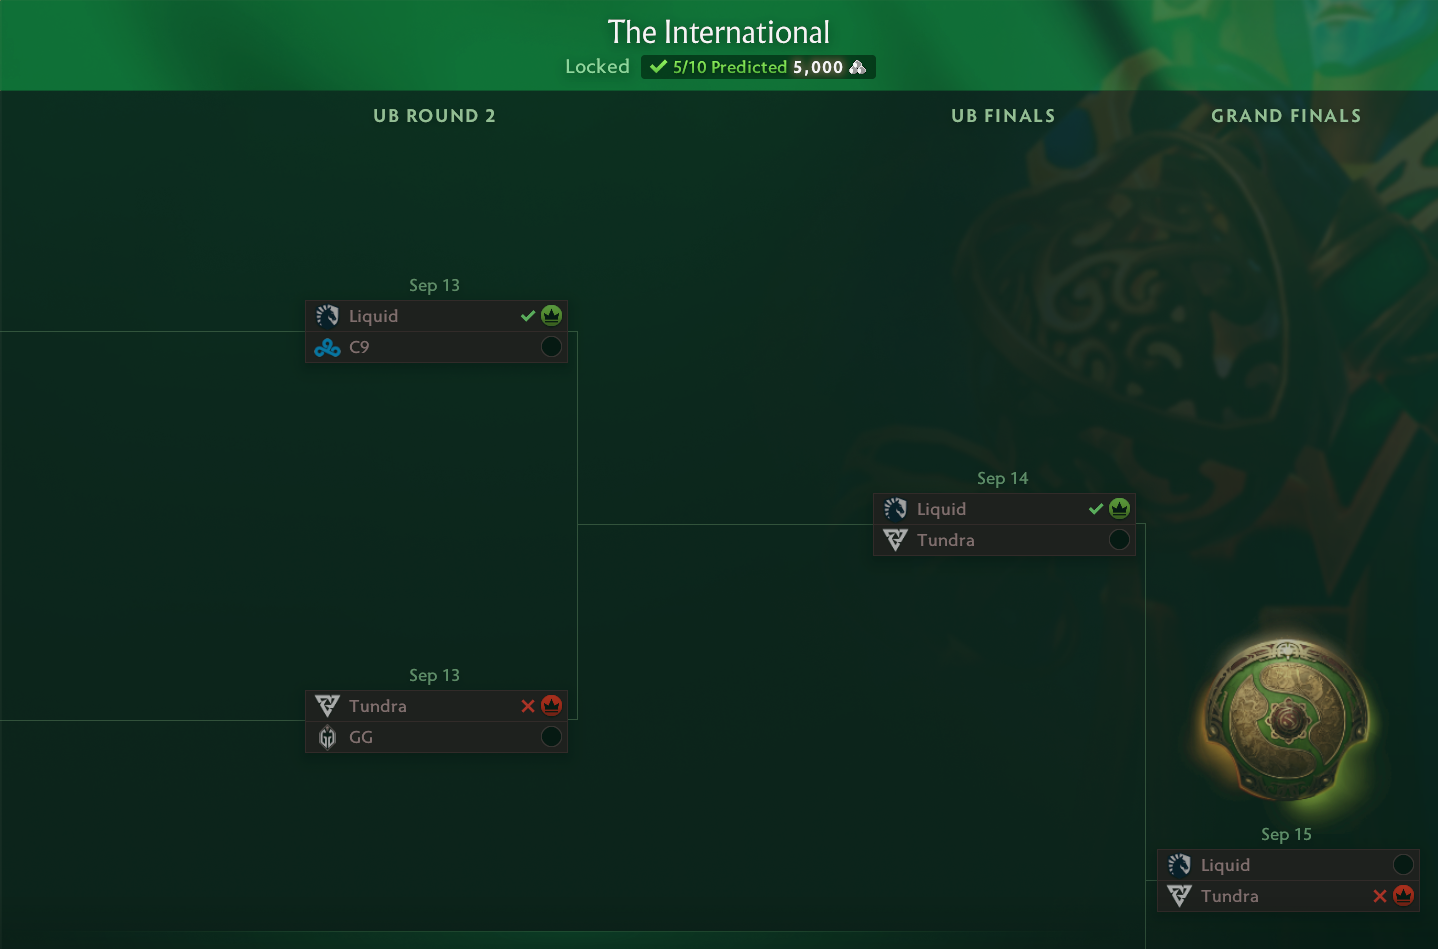 The International
Locked 5/10 Predicted 5,000
UB ROUND 2
UB FINALS
GRAND FINALS
Sep 13
Liquid
C9
Sep 14
Liquid
Tundra
Sep 13
Tundra
GG
Sep 15
Liquid
Tundra